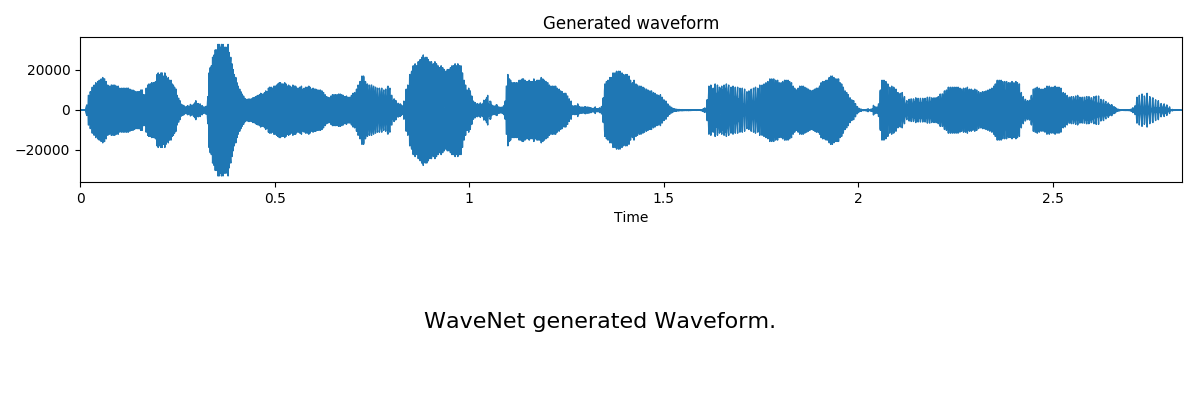 Generated waveform
20000
0
−20000
0 0.5 1 1.5 2 2.5
Time
WaveNet generated Waveform.